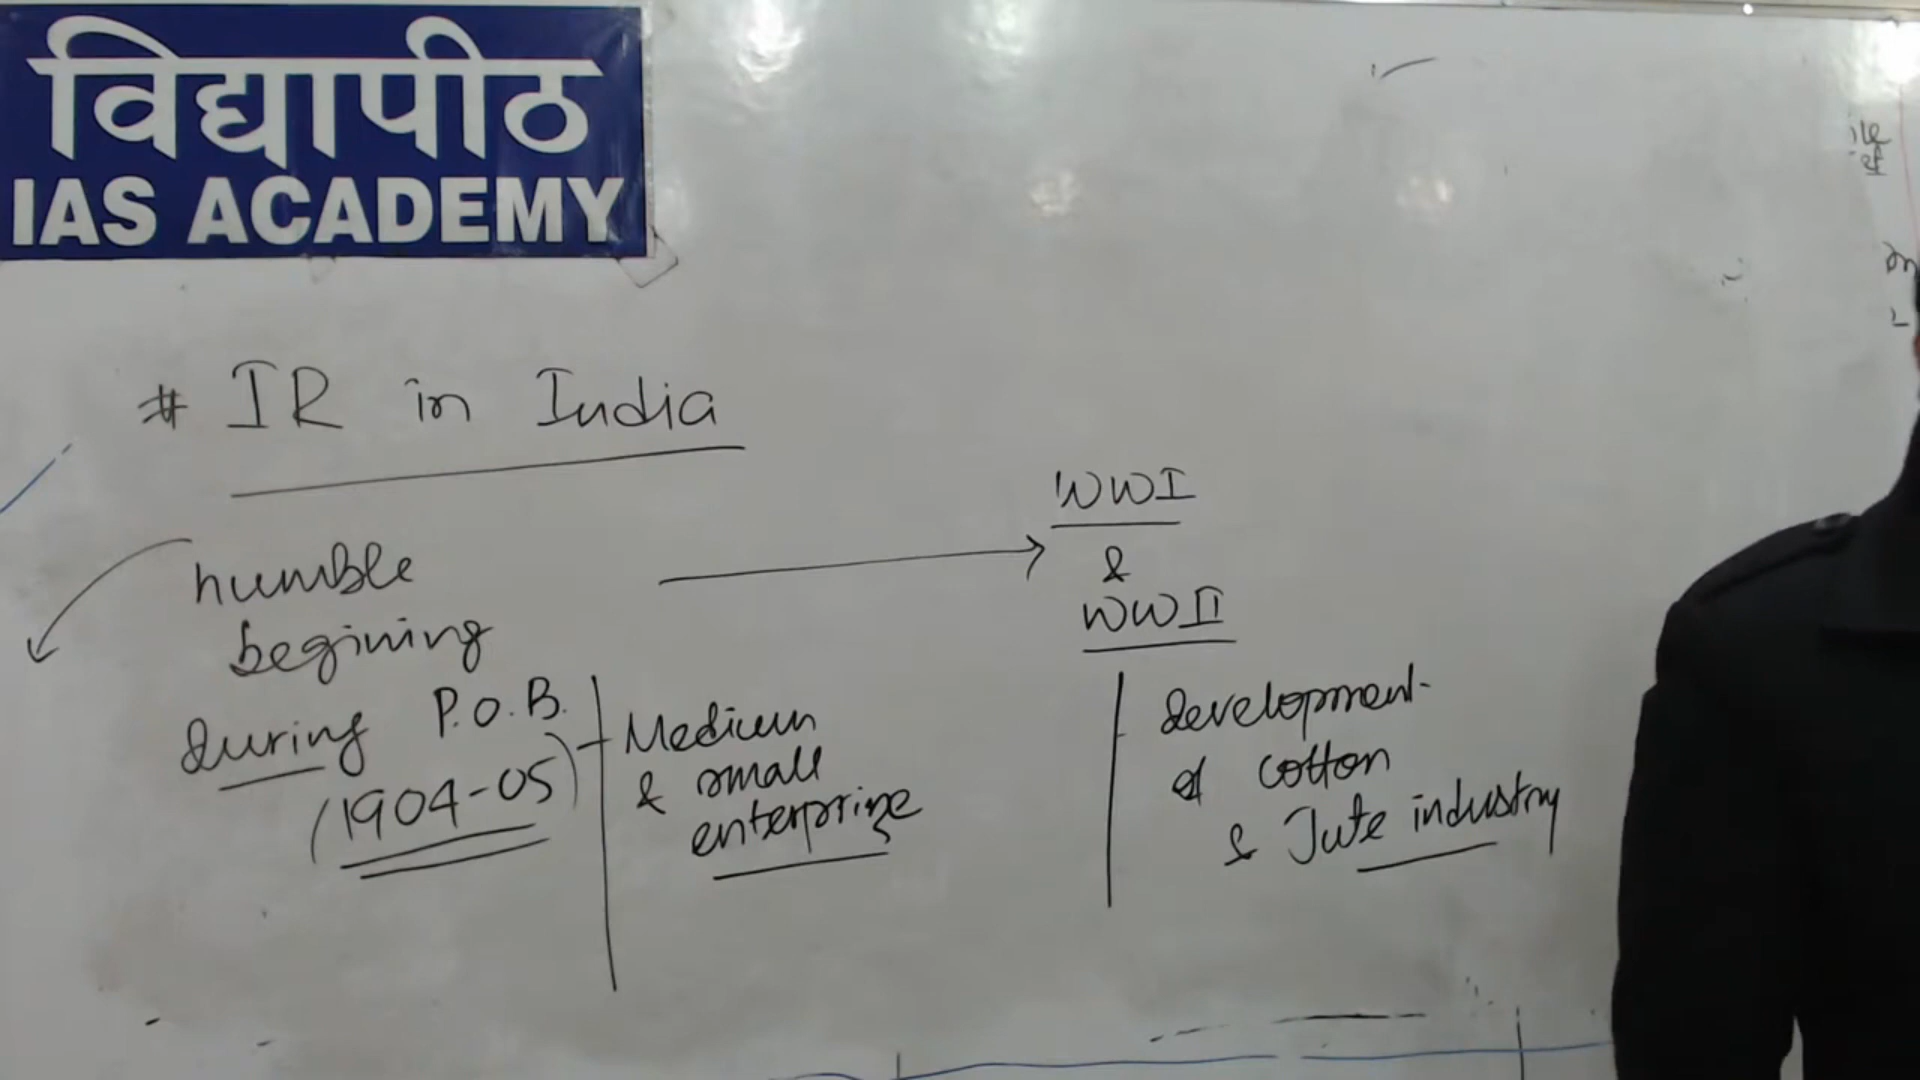 विद्यापीठ
IAS ACADEMY
# IR in India
humble
begining
during P.O.B.
(1904-05)
Medium
& small
enterprize
WWI
&
WWII
development
of cotton
& Jute industry